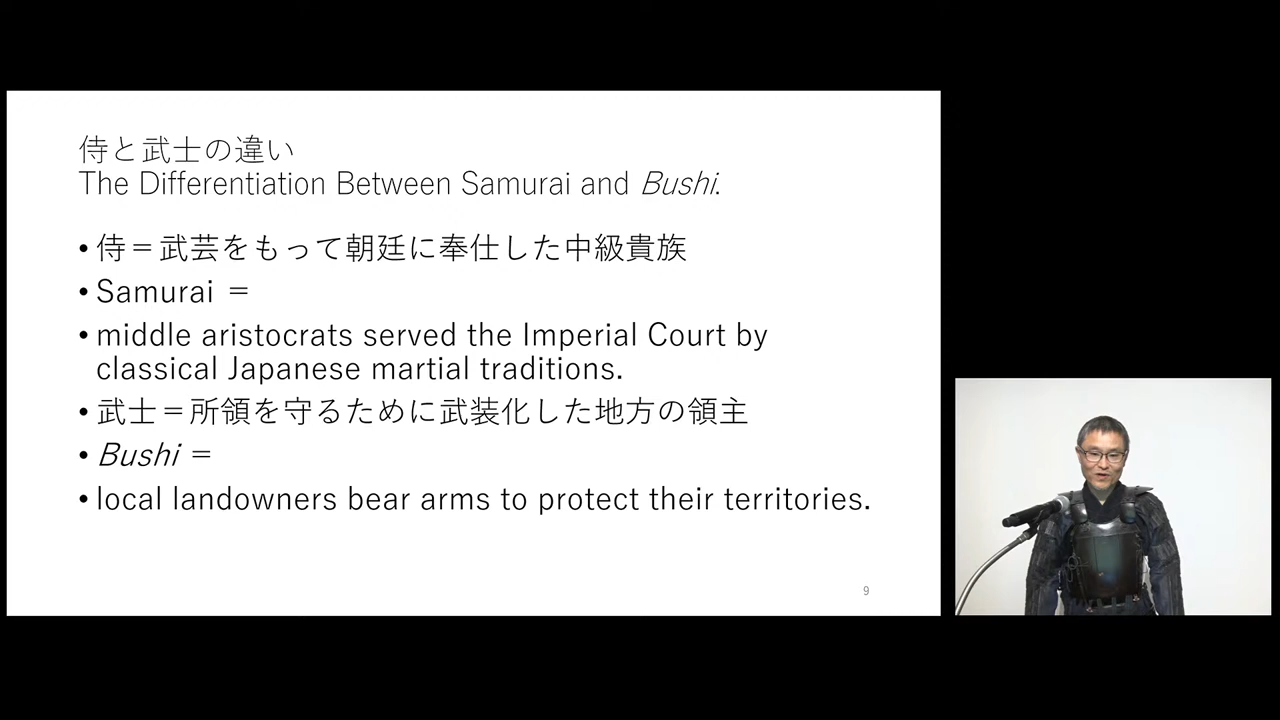 侍と武士の違い
The Differentiation Between Samurai and Bushi.
• 侍＝武芸をもって朝廷に奉仕した中級貴族
• Samurai ＝
• middle aristocrats served the Imperial Court by
classical Japanese martial traditions.
• 武士＝所領を守るために武装化した地方の領主
• Bushi ＝
• local landowners bear arms to protect their territories.
9